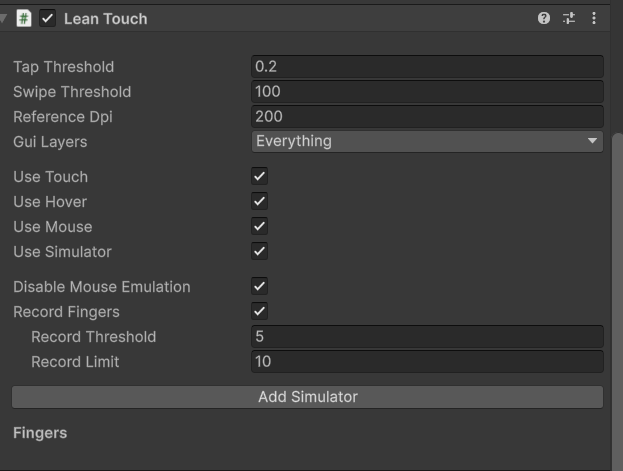 # Lean Touch
Tap Threshold 0.2
Swipe Threshold 100
Reference Dpi 200
Gui Layers Everything
Use Touch
Use Hover
Use Mouse
Use Simulator
Disable Mouse Emulation
Record Fingers
Record Threshold 5
Record Limit 10
Add Simulator
Fingers